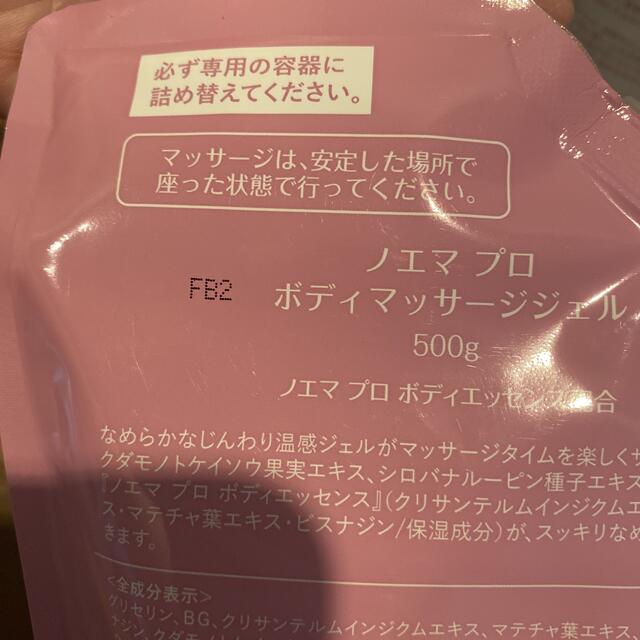 必ず専用の容器に
詰め替えてください。
マッサージは、安定した場所で
座った状態で行ってください。
ノエマ プロ
FB2
ボディマッサージジェル
500g
ノエマ プロ ボディエッセンス配合
なめらかなじんわり温感ジェルがマッサージタイムを楽しくサ
クダモノトケイソウ果実エキス、シロバナルーピン種子エキス
『ノエマ プロ ボディエッセンス』(クリサンテルムインジクムエ
ス・マテチャ葉エキス・ビスナジン/保湿成分)が、スッキリなめ
きます。
<全成分表示>
グリセリン、BG、クリサンテルムインジクムエキス、マテチャ葉エキス、